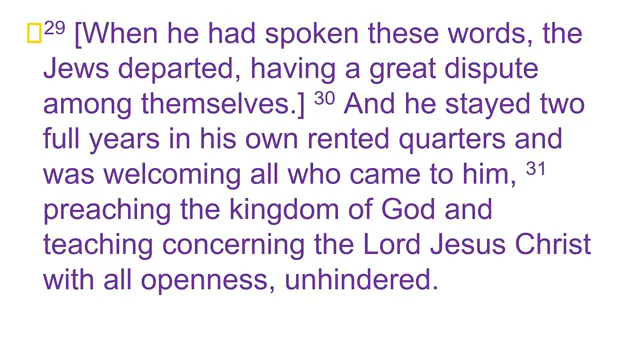 29 [When he had spoken these words, the
Jews departed, having a great dispute
among themselves.] 30 And he stayed two
full years in his own rented quarters and
was welcoming all who came to him, 31
preaching the kingdom of God and
teaching concerning the Lord Jesus Christ
with all openness, unhindered.